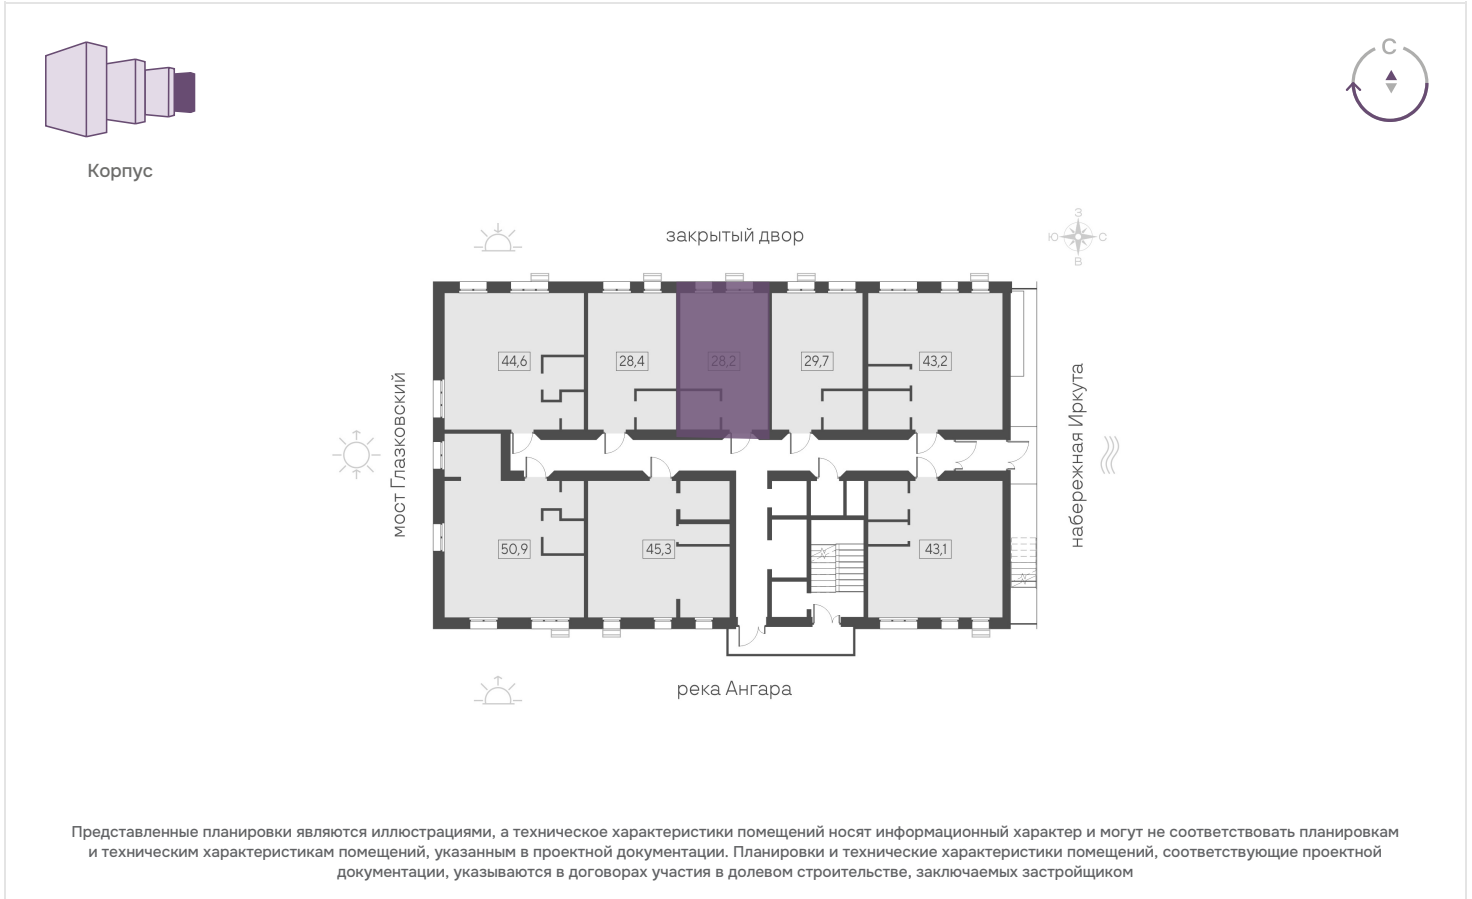 С
Корпус
закрытый двор
З
Ю
С
В
44,6
28,4
28,2
29,7
43,2
мост Глазковский
набережная Иркута
50,9
45,3
43,1
река Ангара
Представленные планировки являются иллюстрациями, а техническое характеристики помещений носят информационный характер и могут не соответствовать планировкам
и техническим характеристикам помещений, указанным в проектной документации. Планировки и технические характеристики помещений, соответствующие проектной
документации, указываются в договорах участия в долевом строительстве, заключаемых застройщиком